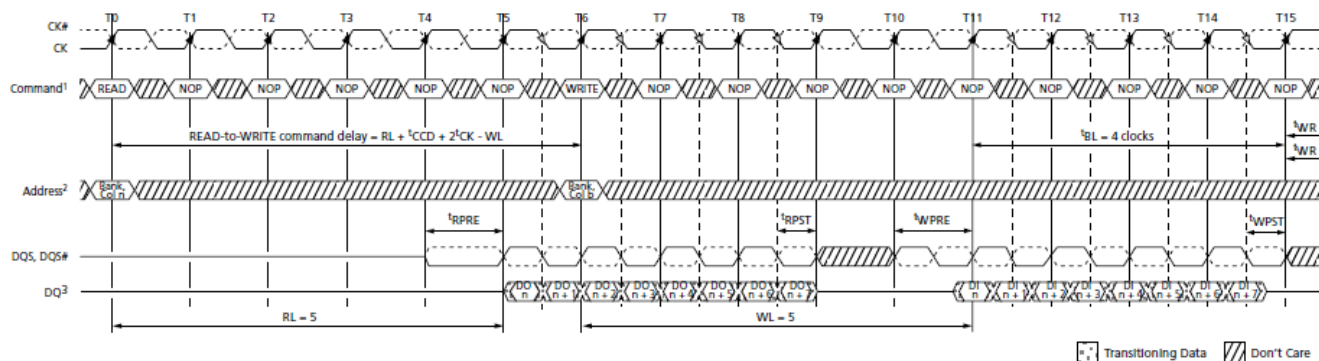 T0 T1 T2 T3 T4 T5 T6 T7 T8 T9 T10 T11 T12 T13 T14 T15
CK#
CK
Command1 READ NOP NOP NOP NOP NOP WRITE NOP NOP NOP NOP NOP NOP NOP NOP NOP
READ-to-WRITE command delay = RL + tCCD + 2tCK - WL tBL = 4 clocks tWR
tWR
Address2 Bank, Col n Bank, Col b
tRPRE tRPST tWPRE tWPST
DQS, DQS#
DQ3 DO n DO n + 1 DO n + 2 DO n + 3 DO n + 4 DO n + 5 DO n + 6 DO n + 7 DI n DI n + 1 DI n + 2 DI n + 3 DI n + 4 DI n + 5 DI n + 6 DI n + 7
RL = 5 WL = 5
Transitioning Data Don't Care